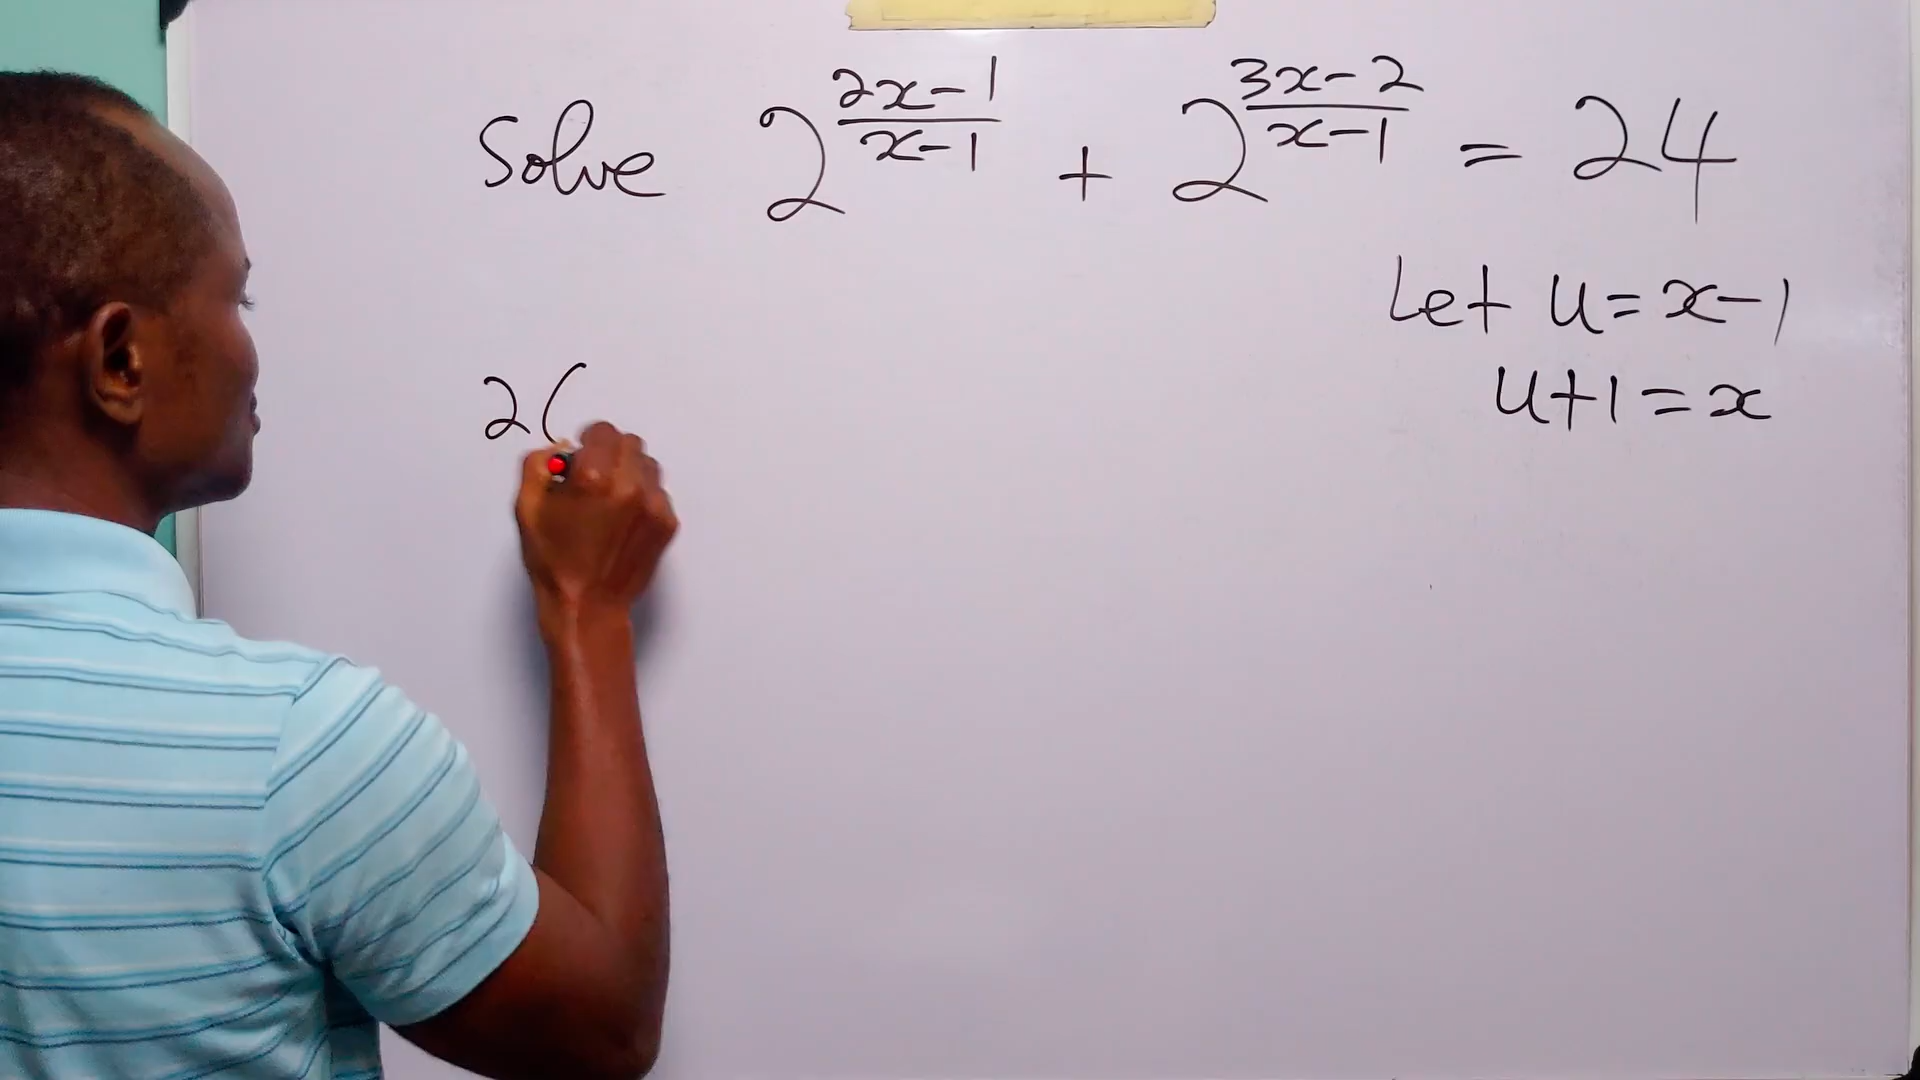 Solve 2^((2x-1)/(x-1)) + 2^((3x-2)/(x-1)) = 24
Let u = x-1
u+1 = x
2(